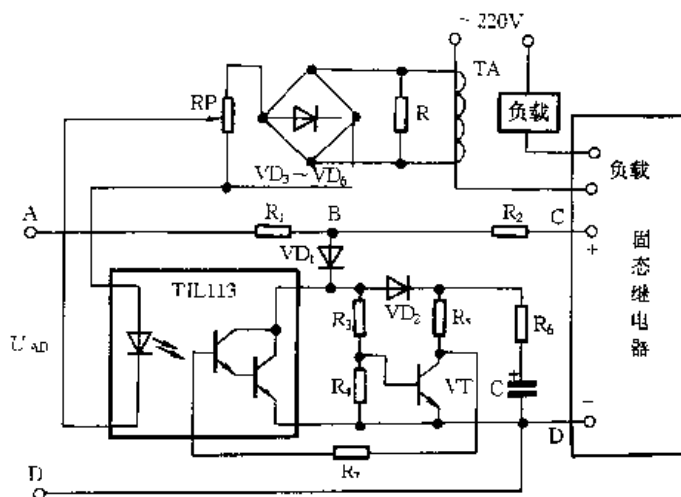 ~220V
TA
RP
R
负载
VD₃~VD₆
负载
A
R₁
B
R₂
C
+
VD₁
固态继电器
TIL113
VD₂
R₃
R₅
R₆
U_AD
R₄
VT
+
C
−
D
R₇
D